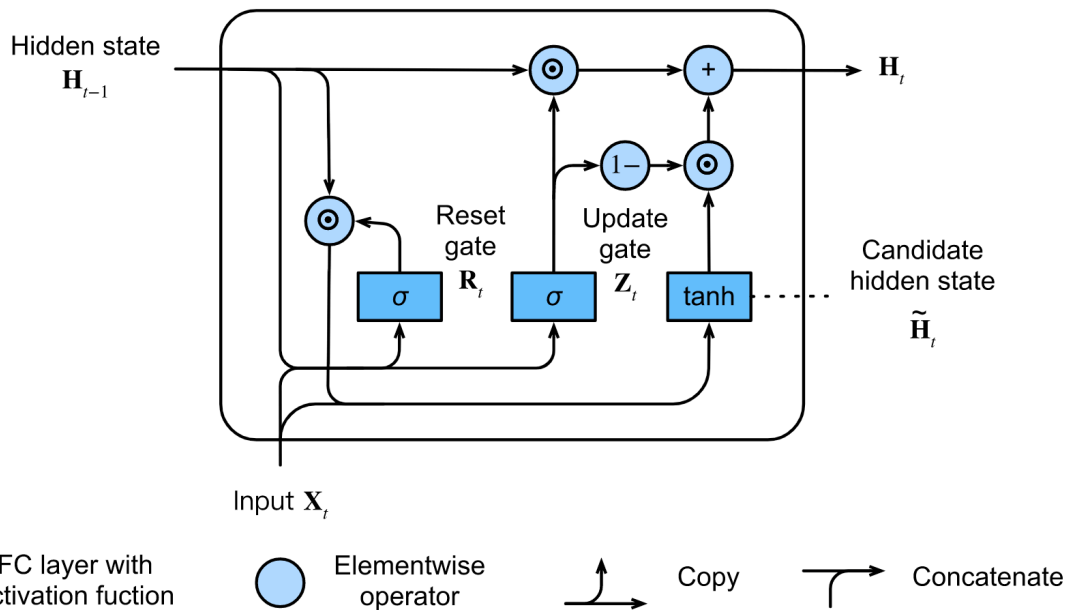 Hidden state
H_{t−1}
⊙
+
H_t
1−
⊙
⊙
Reset
gate
R_t
Update
gate
Z_t
σ
σ
tanh
Candidate
hidden state
H̃_t
Input X_t
FC layer with
ctivation fuction
Elementwise
operator
Copy
Concatenate